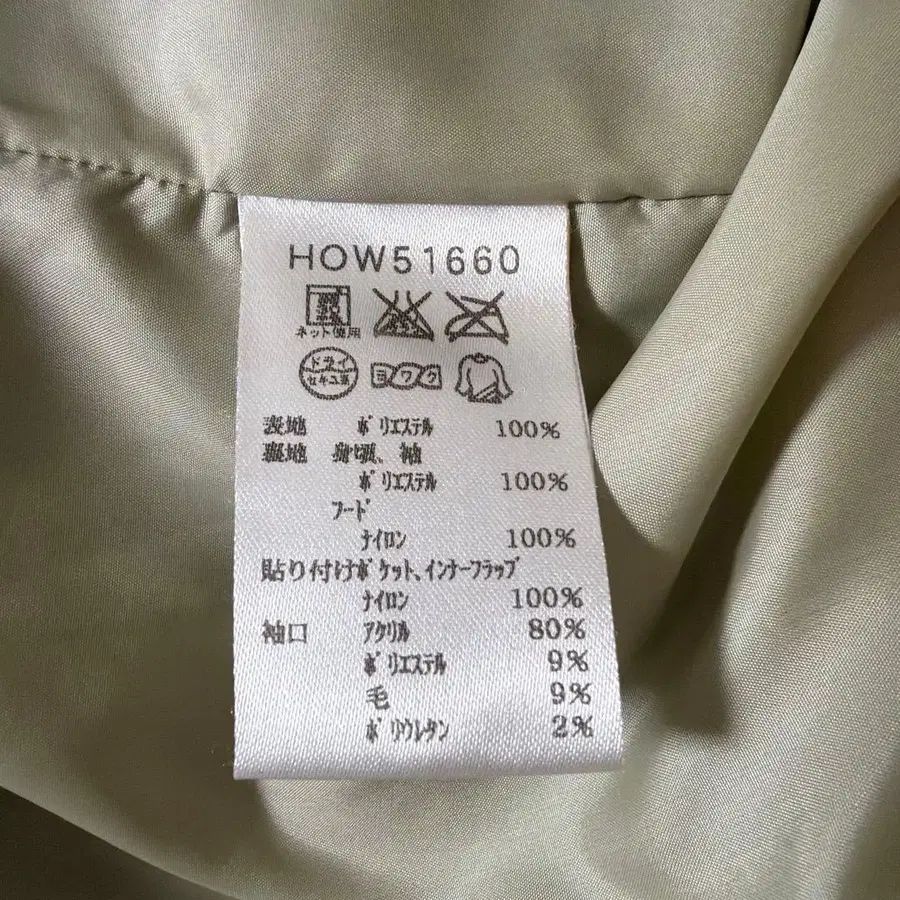 HOW51660
ネット使用
ドライ
セキユ系
ヨワク
表地 ポリエステル 100%
裏地 身頃、袖
ポリエステル 100%
フード
ナイロン 100%
貼り付けポケット、インナーフラップ
ナイロン 100%
袖口 アクリル 80%
ポリエステル 9%
毛 9%
ポリウレタン 2%